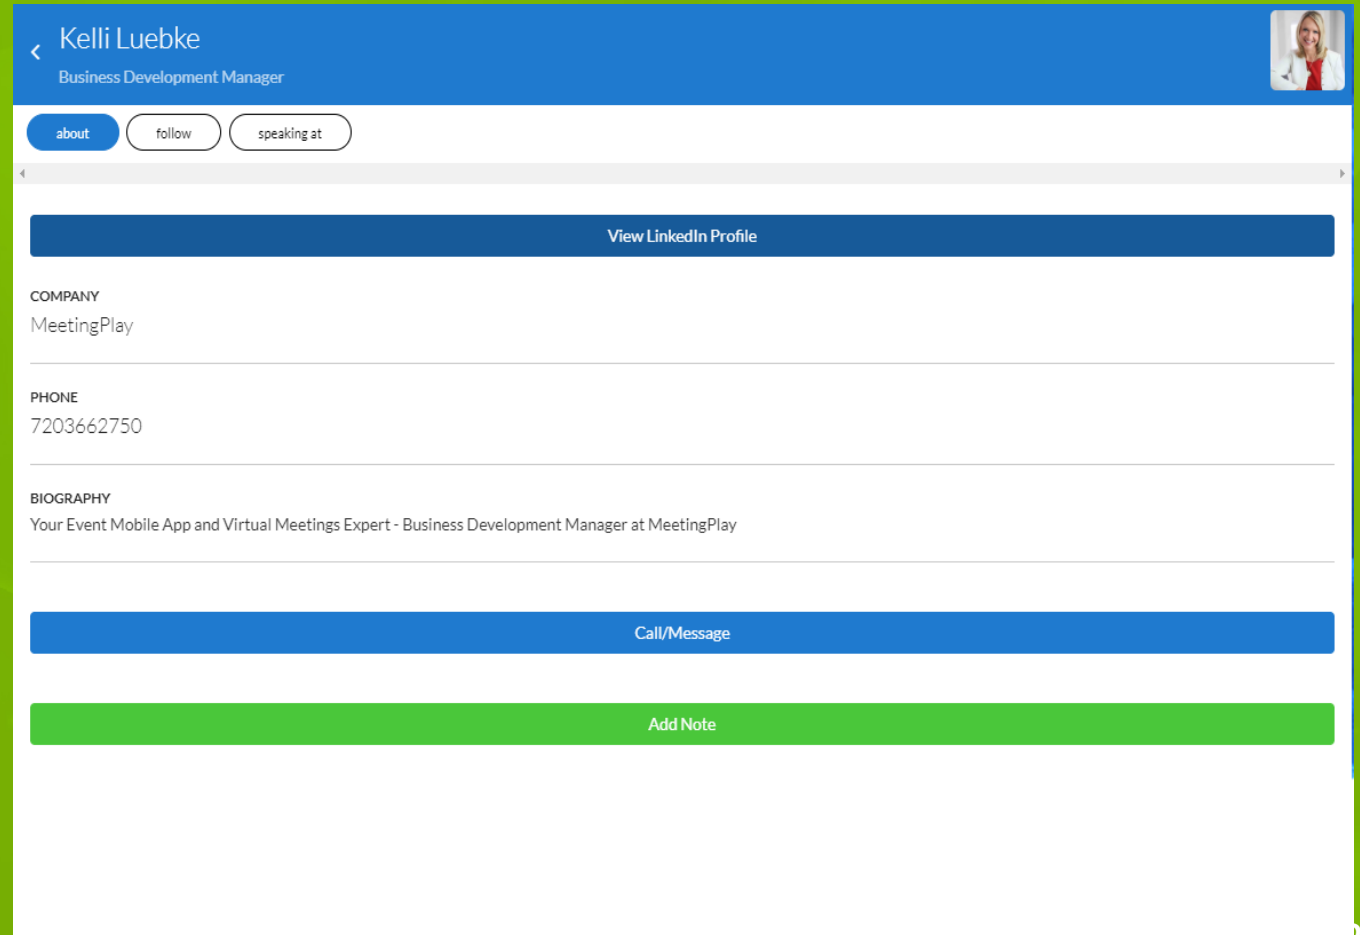 Kelli Luebke
Business Development Manager
about
follow
speaking at
View LinkedIn Profile
COMPANY
MeetingPlay
PHONE
7203662750
BIOGRAPHY
Your Event Mobile App and Virtual Meetings Expert - Business Development Manager at MeetingPlay
Call/Message
Add Note